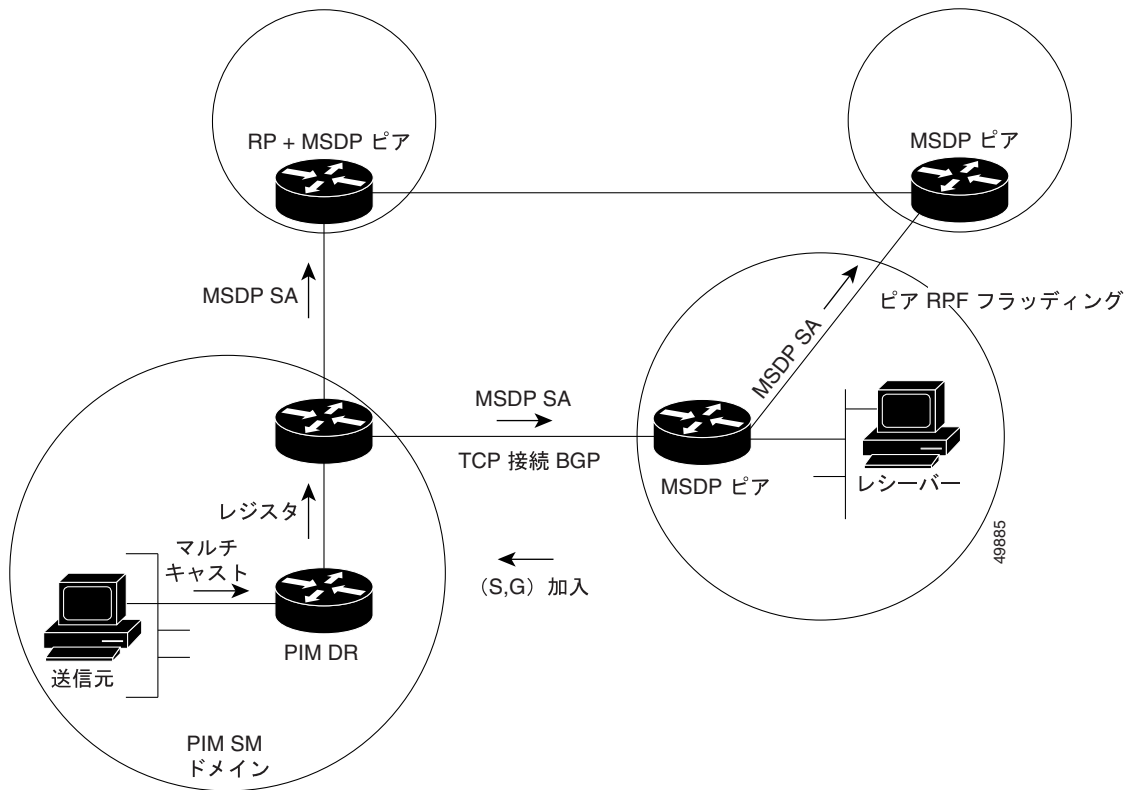 RP + MSDP ピア
MSDP ピア
MSDP SA
ピア RPF フラッディング
MSDP SA
MSDP SA
TCP 接続 BGP
MSDP ピア
レシーバー
レジスタ
マルチ
キャスト
(S,G) 加入
49885
送信元
PIM DR
PIM SM
ドメイン